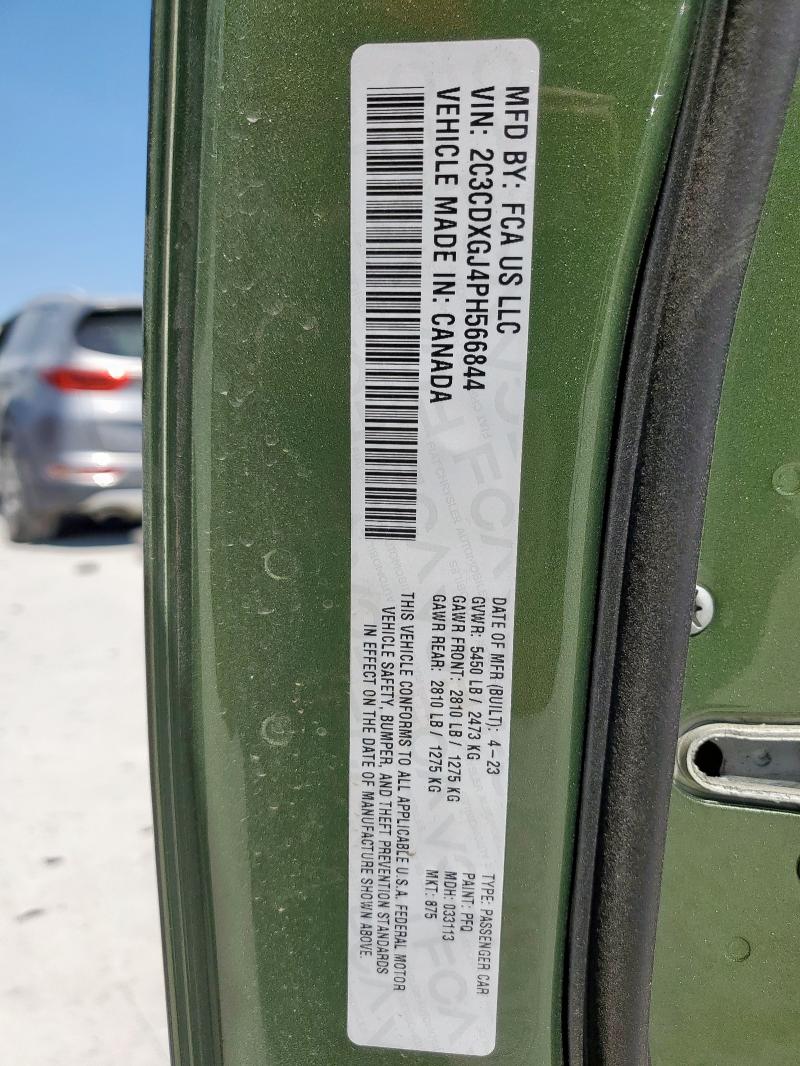 MFD BY: FCA US LLC
VIN: 2C3CDXGJ4PH566844
VEHICLE MADE IN: CANADA
DATE OF MFR (BUILT): 4-23
GVWR: 5450 LB / 2473 KG
GAWR FRONT: 2810 LB / 1275 KG
GAWR REAR: 2810 LB / 1275 KG
THIS VEHICLE CONFORMS TO ALL APPLICABLE U.S.A. FEDERAL MOTOR
VEHICLE SAFETY, BUMPER, AND THEFT PREVENTION STANDARDS
IN EFFECT ON THE DATE OF MANUFACTURE SHOWN ABOVE.
TYPE: PASSENGER CAR
PAINT: PFQ
MDH: 033113
MKT: 875